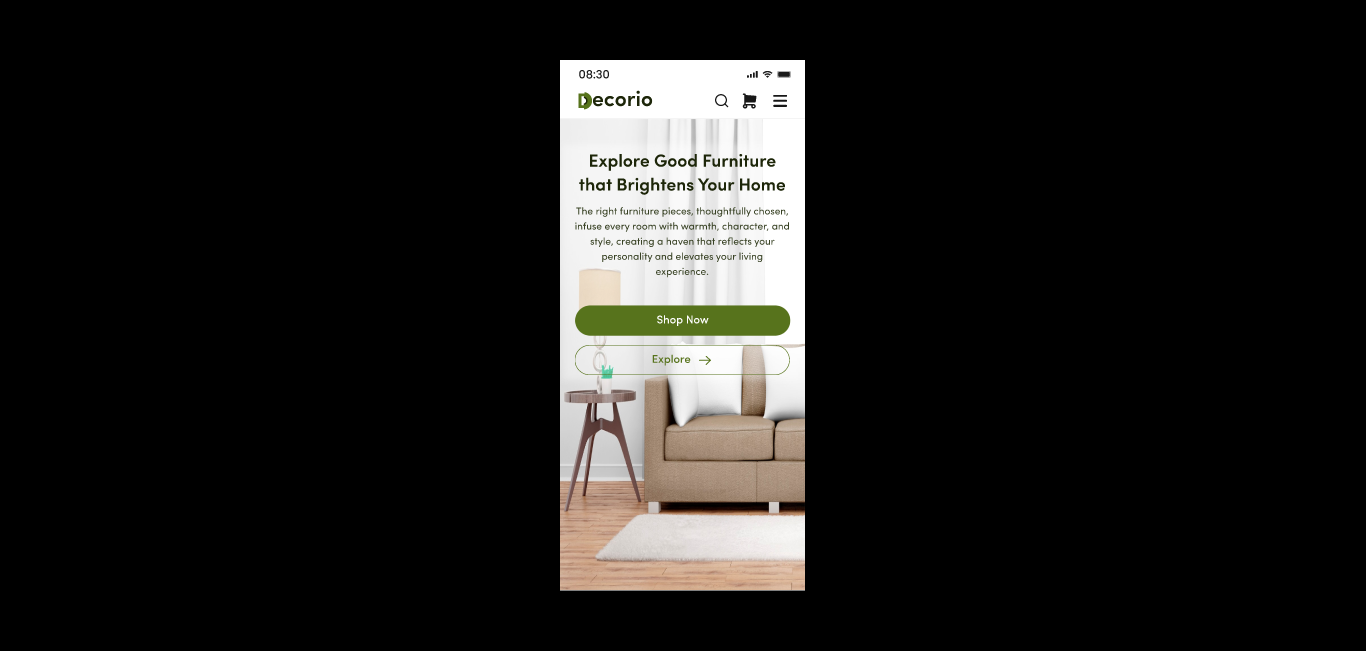 08:30
Decorio
Explore Good Furniture
that Brightens Your Home
The right furniture pieces, thoughtfully chosen,
infuse every room with warmth, character, and
style, creating a haven that reflects your
personality and elevates your living
experience.
Shop Now
Explore →